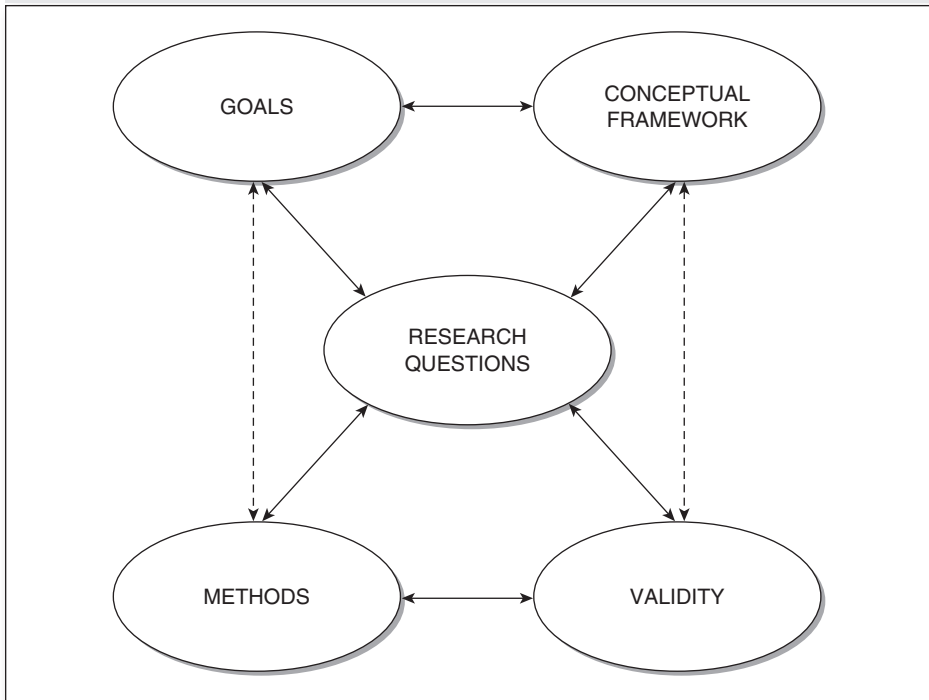 GOALS
CONCEPTUAL
FRAMEWORK
RESEARCH
QUESTIONS
METHODS
VALIDITY